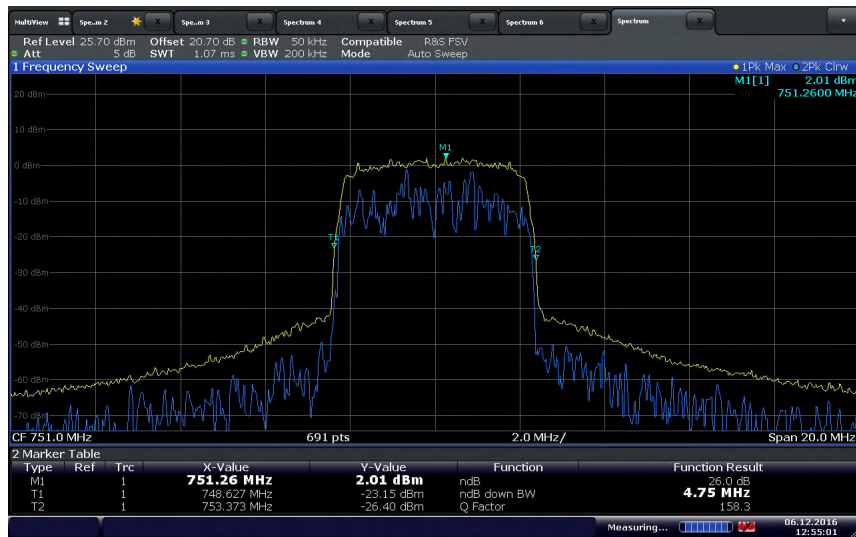 MultiView Spe..m 2 X Spe..m 3 X Spectrum 4 X Spectrum 5 X Spectrum 6 X Spectrum X
Ref Level 25.70 dBm Offset 20.70 dB RBW 50 kHz Compatible R&S FSV
Att 5 dB SWT 1.07 ms VBW 200 kHz Mode Auto Sweep
1 Frequency Sweep 1Pk Max 2Pk Clrw
M1[1] 2.01 dBm
751.2600 MHz
20 dBm
10 dBm
M1
0 dBm
-10 dBm
-20 dBm
T1
T2
-30 dBm
-40 dBm
-50 dBm
-60 dBm
-70 dBm
CF 751.0 MHz 691 pts 2.0 MHz/ Span 20.0 MHz
2 Marker Table
Type Ref Trc X-Value Y-Value Function Function Result
M1 1 751.26 MHz 2.01 dBm ndB 26.0 dB
T1 1 748.627 MHz -23.15 dBm ndB down BW 4.75 MHz
T2 1 753.373 MHz -26.40 dBm Q Factor 158.3
Measuring... 06.12.2016
12:55:01